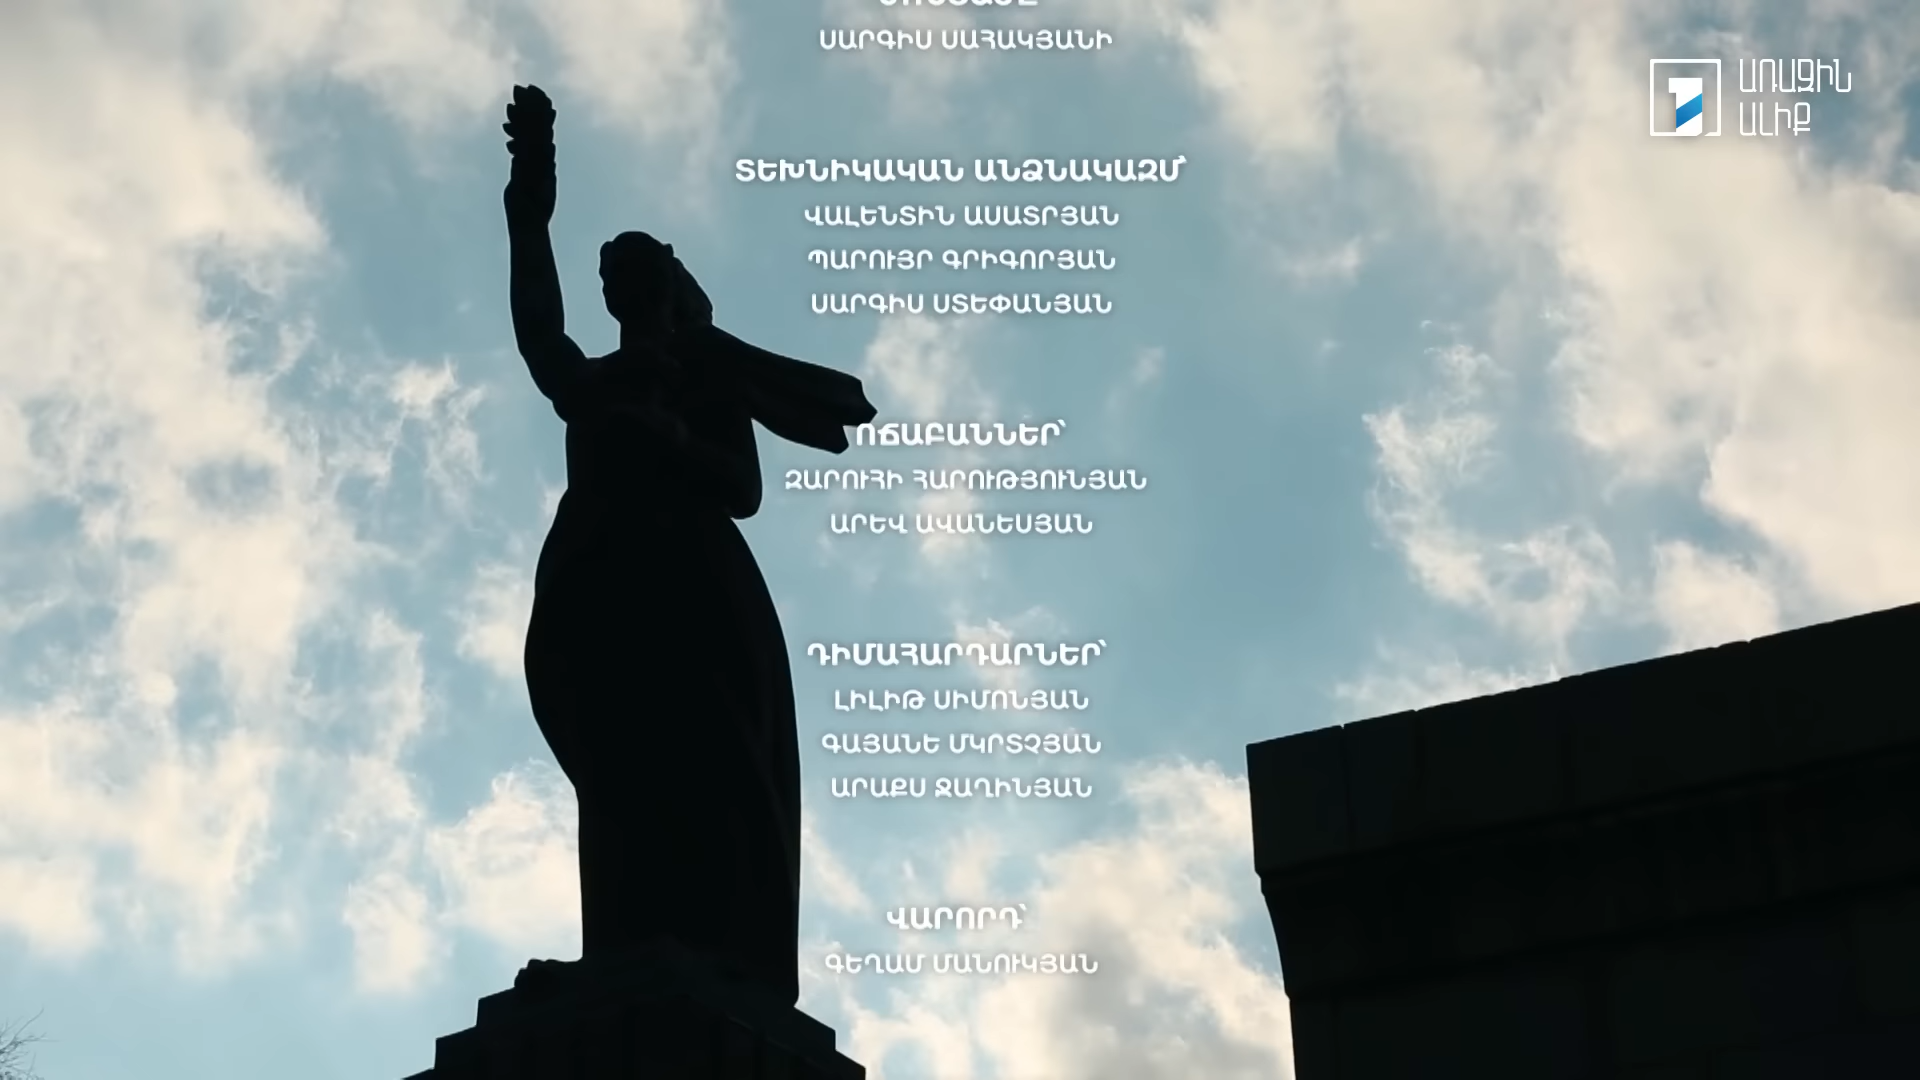 ՍԱՐԳԻՍ ՍԱՀԱԿՅԱՆԻ
ԱՌԱՋԻՆ
ԱԼԻՔ
ՏԵԽՆԻԿԱԿԱՆ ԱՆՁՆԱԿԱԶՄ՝
ՎԱԼԵՆՏԻՆ ԱՍԱՏՐՅԱՆ
ՊԱՐՈՒՅՐ ԳՐԻԳՈՐՅԱՆ
ՍԱՐԳԻՍ ՍՏԵՓԱՆՅԱՆ
ՈՃԱԲԱՆՆԵՐ՝
ԶԱՐՈՒՀԻ ՀԱՐՈՒԹՅՈՒՆՅԱՆ
ԱՐԵՎ ԱՎԱՆԵՍՅԱՆ
ԴԻՄԱՀԱՐԴԱՐՆԵՐ՝
ԼԻԼԻԹ ՍԻՄՈՆՅԱՆ
ԳԱՅԱՆԵ ՄԿՐՏՉՅԱՆ
ԱՐԱՔՍ ՋԱՂԻՆՅԱՆ
ՎԱՐՈՐԴ՝
ԳԵՂԱՄ ՄԱՆՈՒԿՅԱՆ